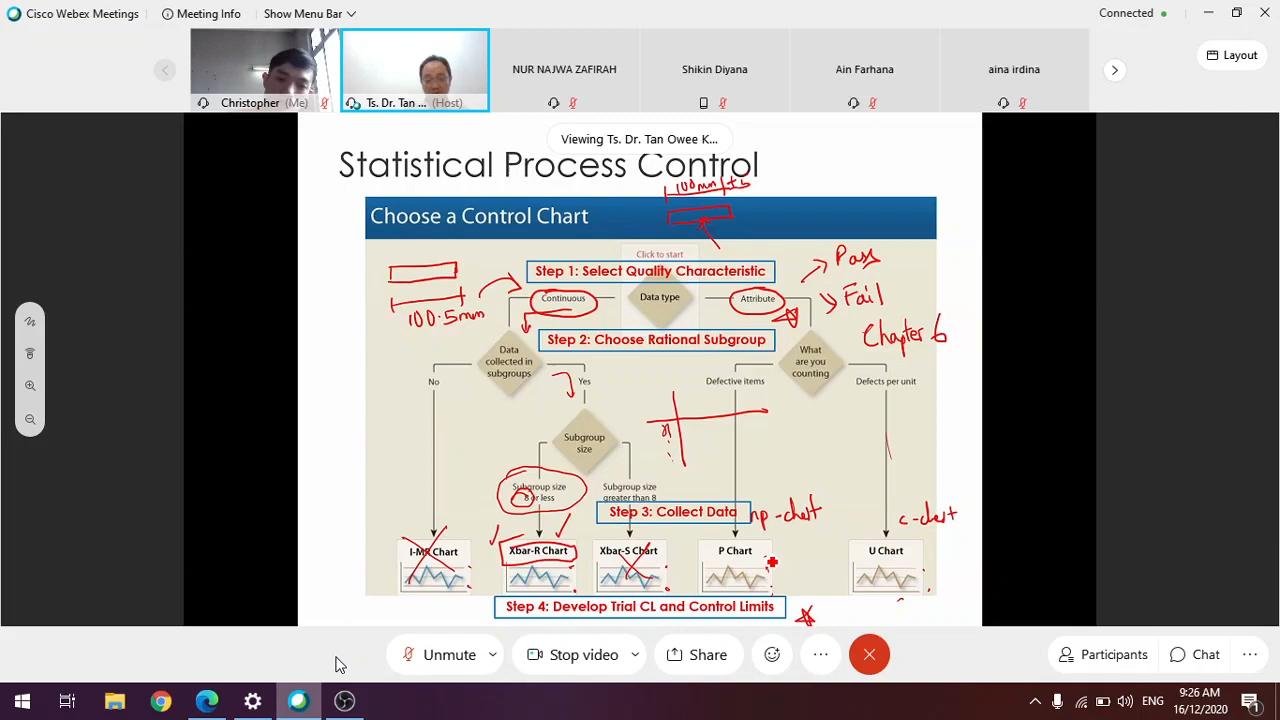 Cisco Webex Meetings
Meeting Info
Show Menu Bar
Connected
NUR NAJWA ZAFIRAH
Shikin Diyana
Ain Farhana
aina irdina
Layout
Christopher (Me)
Ts. Dr. Tan ... (Host)
Viewing Ts. Dr. Tan Owee K...
Statistical Process Control
100mm
Choose a Control Chart
Click to start
Step 1: Select Quality Characteristic
Pass
Continuous
Data type
Attribute
Fail
100.5mm
Step 2: Choose Rational Subgroup
Chapter 6
Data
collected in
subgroups
What
are you
counting
No
Yes
Defective items
Defects per unit
Subgroup
size
Subgroup size
8 or less
Subgroup size
greater than 8
Step 3: Collect Data
np-chart
c-chart
I-MR Chart
Xbar-R Chart
Xbar-S Chart
P Chart
U Chart
Step 4: Develop Trial CL and Control Limits
Unmute
Stop video
Share
Participants
Chat
ENG
9:26 AM
16/12/2020
1